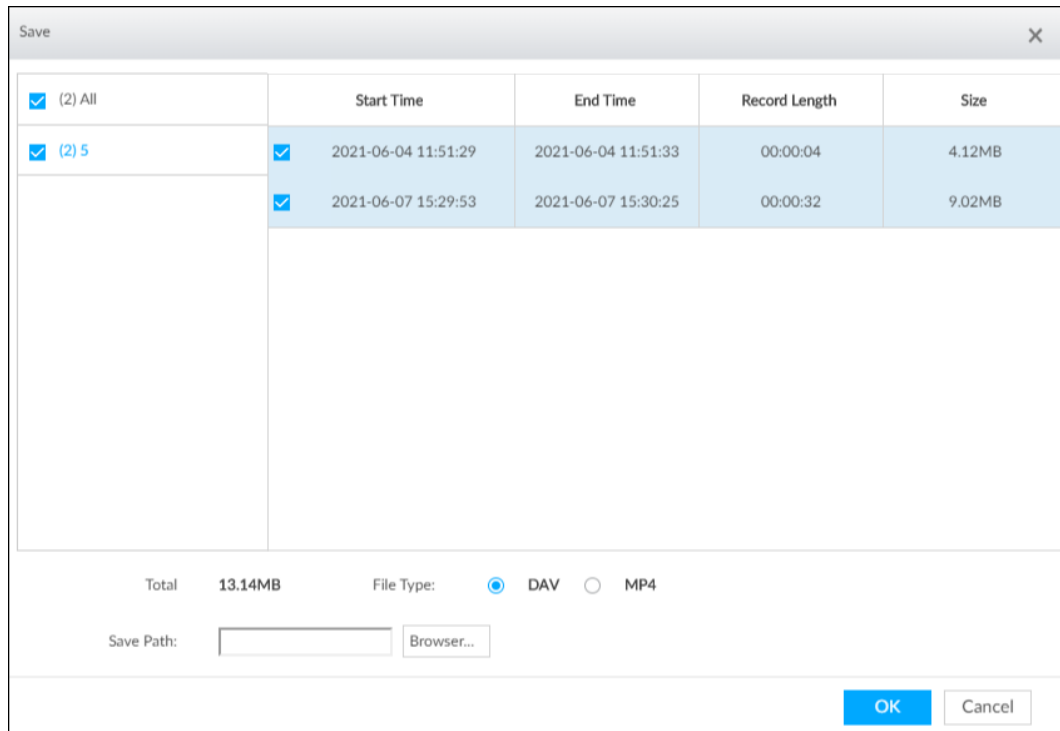 Save
(2) All Start Time End Time Record Length Size
(2) 5 2021-06-04 11:51:29 2021-06-04 11:51:33 00:00:04 4.12MB
2021-06-07 15:29:53 2021-06-07 15:30:25 00:00:32 9.02MB
Total 13.14MB File Type: DAV MP4
Save Path: Browser...
OK Cancel